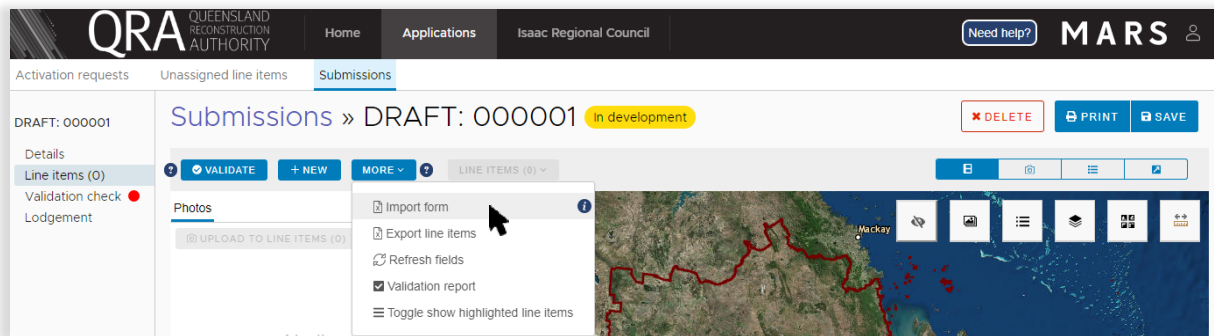 QRA QUEENSLAND RECONSTRUCTION AUTHORITY
Home
Applications
Isaac Regional Council
Need help?
MARS
Activation requests
Unassigned line items
Submissions
DRAFT: 000001
Details
Line items (0)
Validation check
Lodgement
Submissions » DRAFT: 000001
In development
DELETE
PRINT
SAVE
? VALIDATE
+ NEW
MORE
?
LINE ITEMS (0)
Photos
UPLOAD TO LINE ITEMS (0)
Import form
Export line items
Refresh fields
Validation report
Toggle show highlighted line items
Mackay